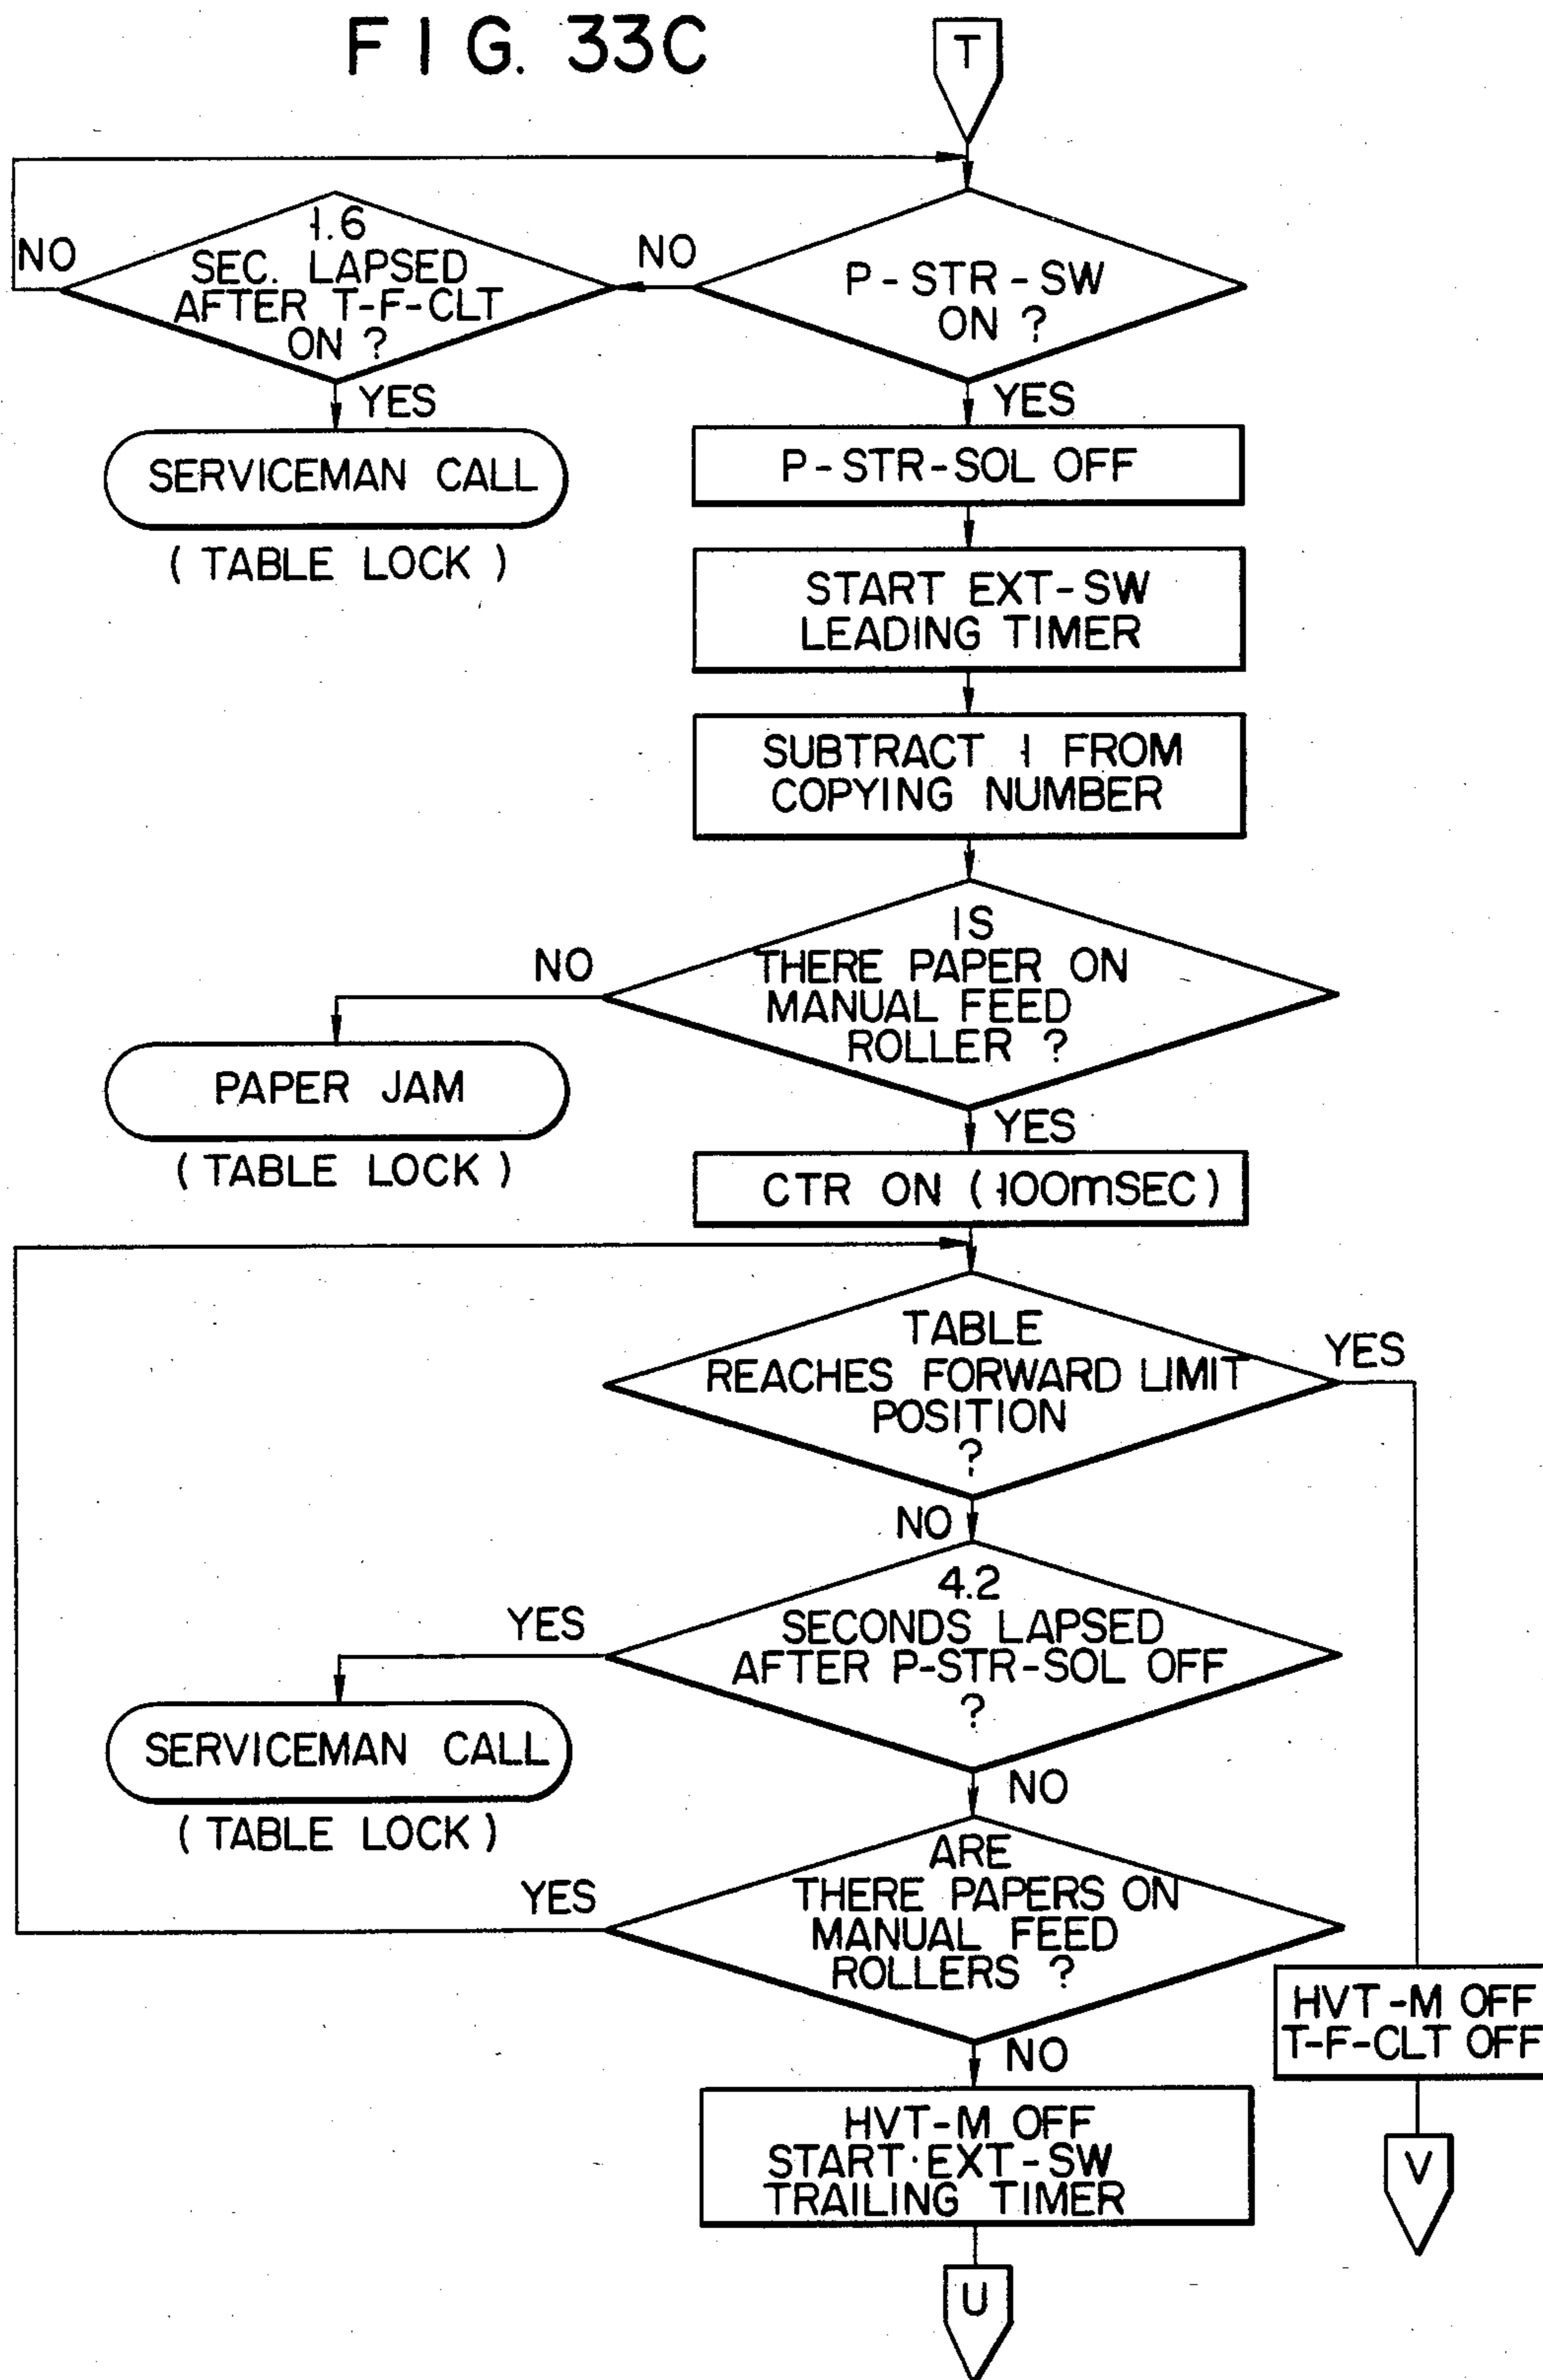 FIG. 33C
T
NO
1.6
SEC. LAPSED
AFTER T-F-CLT
ON ?
NO
P-STR-SW
ON ?
YES
SERVICEMAN CALL
(TABLE LOCK)
YES
P-STR-SOL OFF
START EXT-SW
LEADING TIMER
SUBTRACT 1 FROM
COPYING NUMBER
IS
THERE PAPER ON
MANUAL FEED
ROLLER ?
NO
PAPER JAM
(TABLE LOCK)
YES
CTR ON (100mSEC)
TABLE
REACHES FORWARD LIMIT
POSITION
?
YES
NO
4.2
SECONDS LAPSED
AFTER P-STR-SOL OFF
?
YES
SERVICEMAN CALL
(TABLE LOCK)
NO
ARE
THERE PAPERS ON
MANUAL FEED
ROLLERS ?
YES
NO
HVT-M OFF
T-F-CLT OFF
HVT-M OFF
START EXT-SW
TRAILING TIMER
V
U